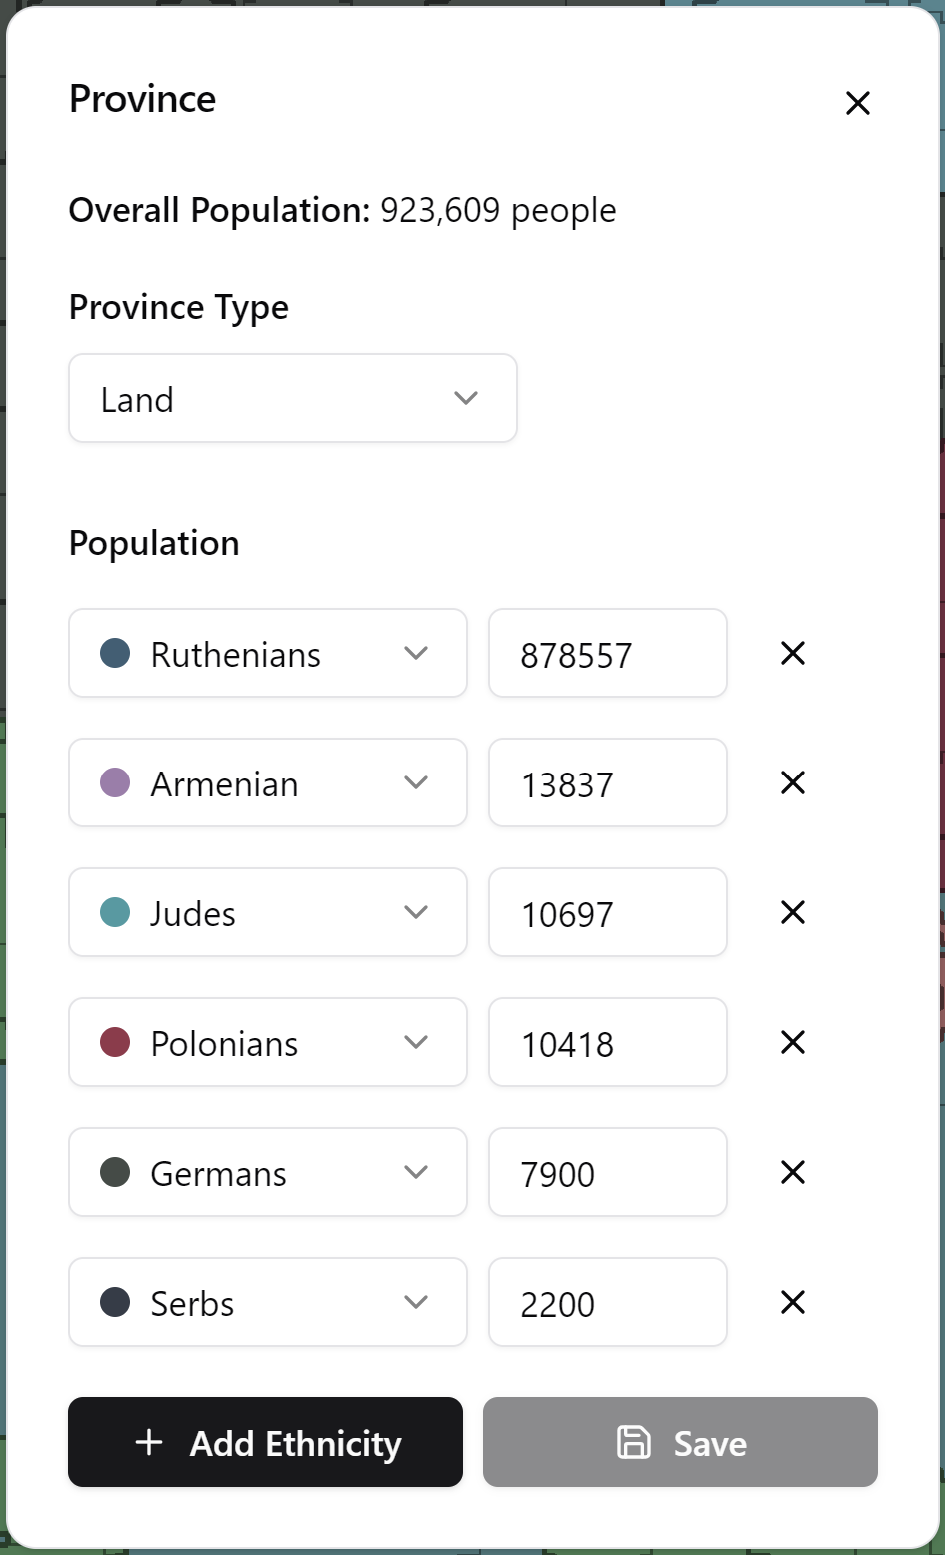 Province
Overall Population: 923,609 people
Province Type
Land
Population
Ruthenians 878557
Armenian 13837
Judes 10697
Polonians 10418
Germans 7900
Serbs 2200
Add Ethnicity Save